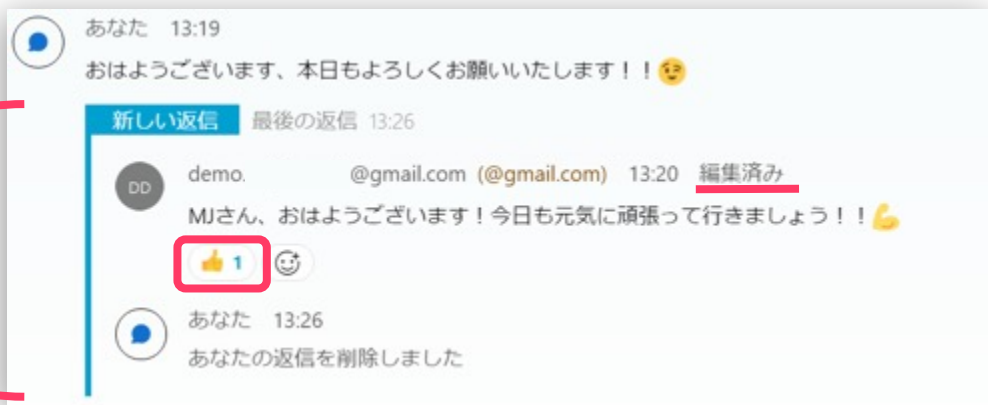 あなた 13:19
おはようございます、本日もよろしくお願いいたします！！😉
新しい返信 最後の返信 13:26
DD
demo. @gmail.com (@gmail.com) 13:20 編集済み
MJさん、おはようございます！今日も元気に頑張って行きましょう！！💪
👍 1
あなた 13:26
あなたの返信を削除しました